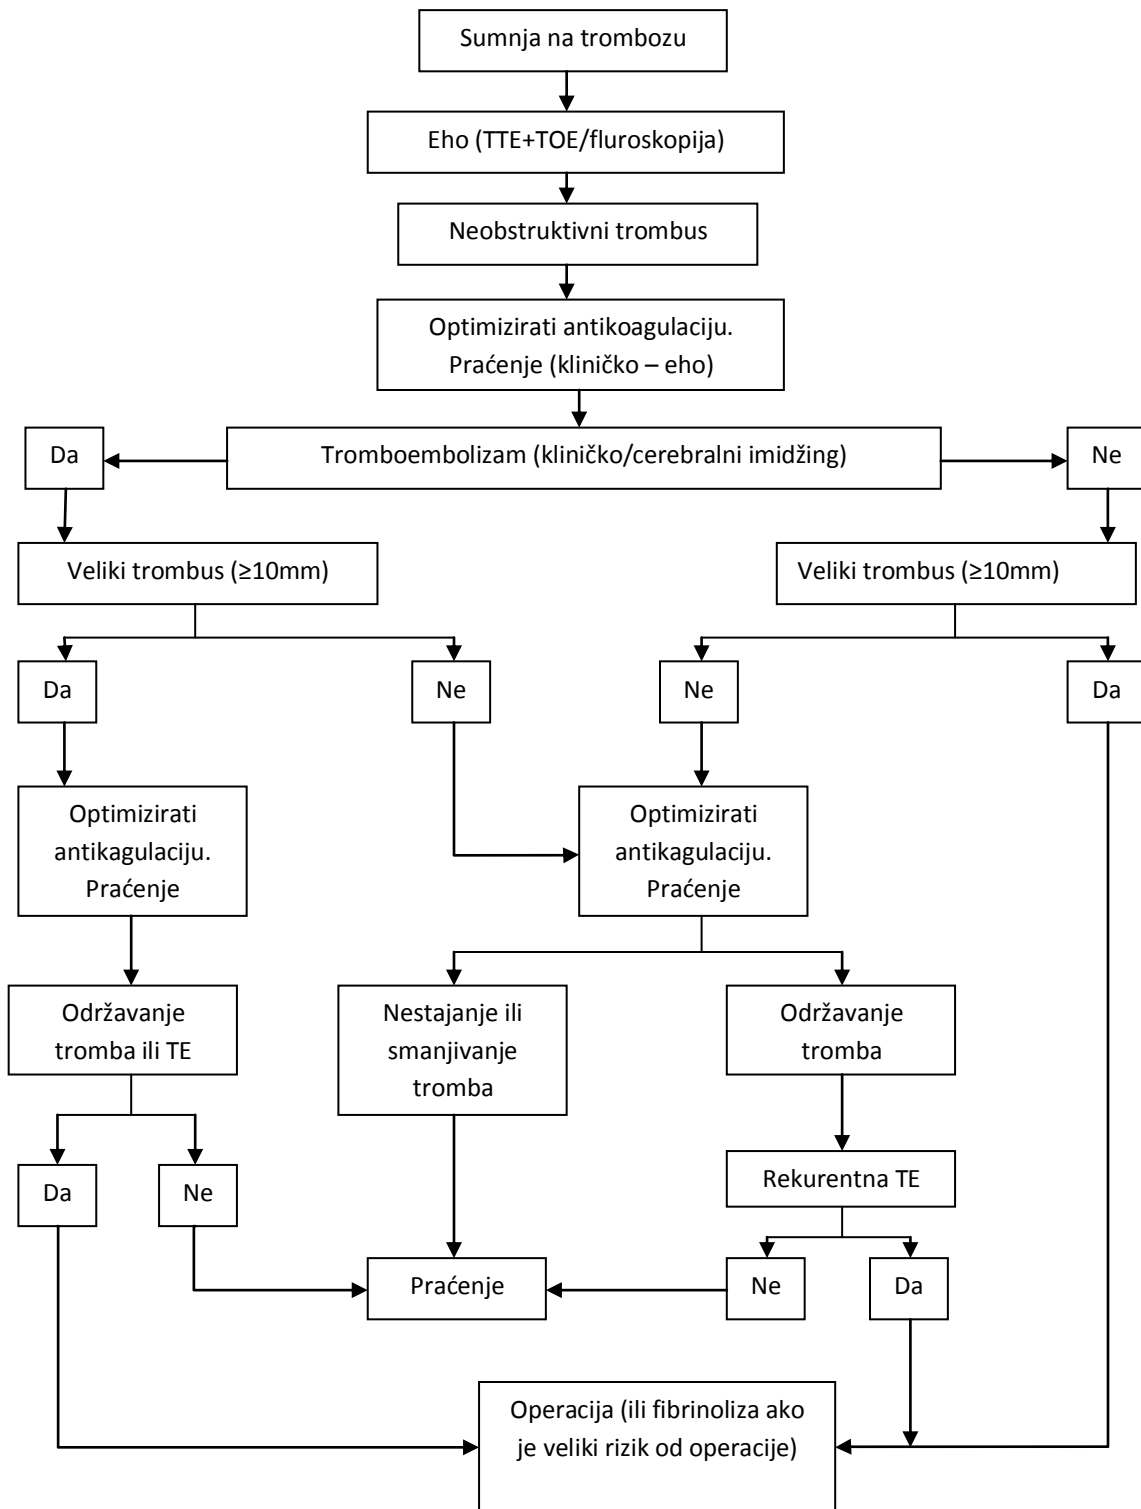 Sumnja na trombozu
Eho (TTE+TOE/fluroskopija)
Neobstruktivni trombus
Optimizirati antikoagulaciju.
Praćenje (kliničko – eho)
Da
Tromboembolizam (kliničko/cerebralni imidžing)
Ne
Veliki trombus (≥10mm)
Veliki trombus (≥10mm)
Da
Ne
Ne
Da
Optimizirati
antikagulaciju.
Praćenje
Optimizirati
antikagulaciju.
Praćenje
Održavanje
tromba ili TE
Nestajanje ili
smanjivanje
tromba
Održavanje
tromba
Da
Ne
Rekurentna TE
Praćenje
Ne
Da
Operacija (ili fibrinoliza ako
je veliki rizik od operacije)